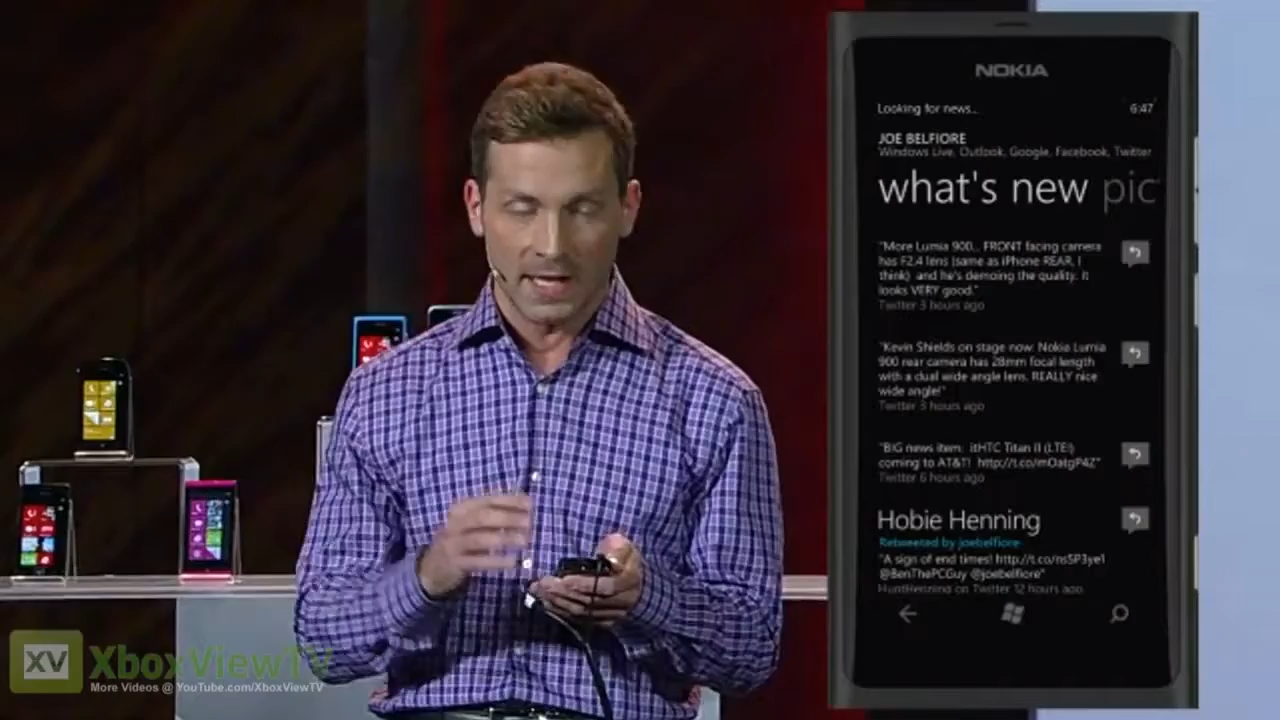 NOKIA
Looking for news...
6:47
JOE BELFIORE
Windows Live, Outlook, Google, Facebook, Twitter
what's new pic
"More Lumia 900... FRONT facing camera
has F2.4 lens (same as iPhone REAR, I
think) and he's demoing the quality. It
looks VERY good."
Twitter 3 hours ago
"Kevin Shields on stage now. Nokia Lumia
900 rear camera has 28mm focal length
with a dual wide angle lens. REALLY nice
wide angle!"
Twitter 3 hours ago
"BIG news item: itHTC Titan II (LTE!)
coming to AT&T! http://t.co/mOatgP4Z"
Twitter 6 hours ago
Hobie Henning
Retweeted by joebelfiore
"A sign of end times! http://t.co/nsSP3ye1
@BenThePCGuy @joebelfiore"
HuntHenning on Twitter 12 hours ago
XV XboxViewTV
More Videos @ YouTube.com/XboxViewTV